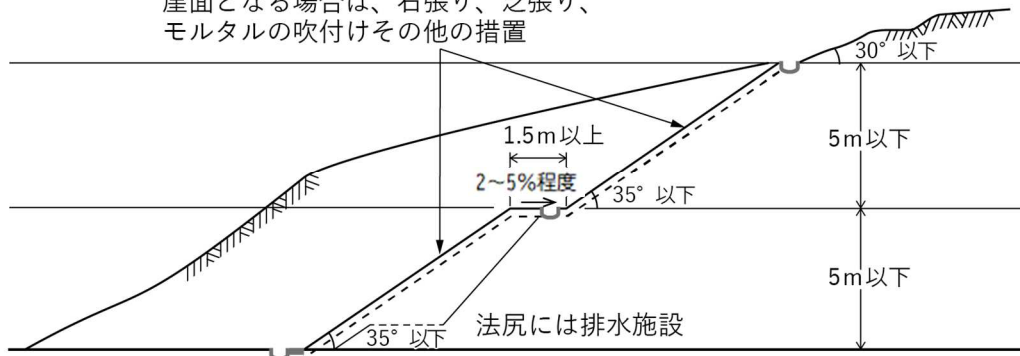 崖面となる場合は、石張り、芝張り、
モルタルの吹付けその他の措置
30° 以下
1.5m以上
5m以下
2～5%程度
35° 以下
5m以下
35° 以下
法尻には排水施設